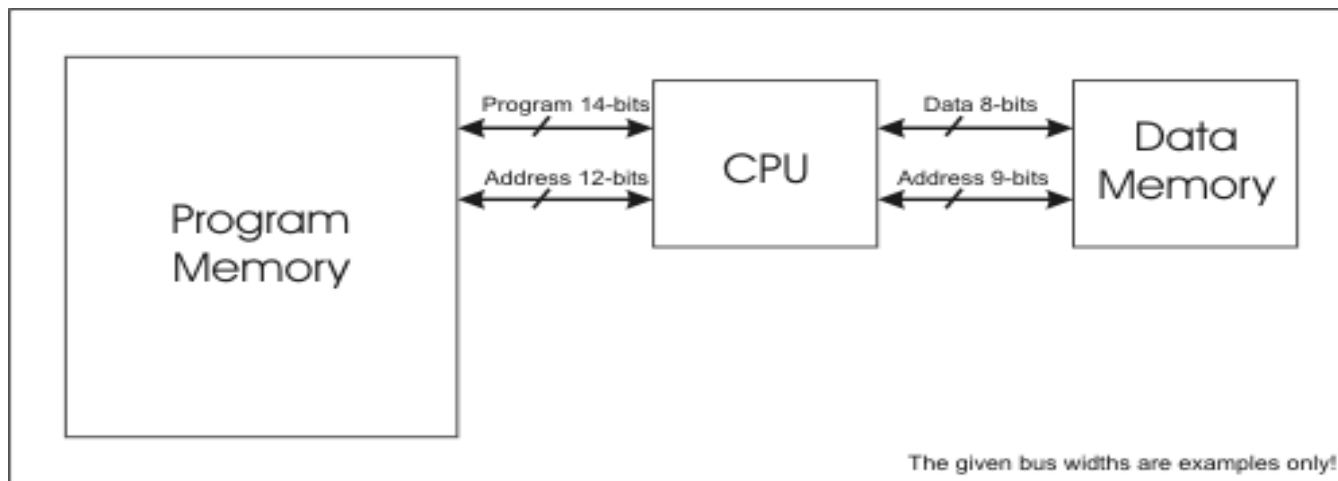 Program 14-bits
Address 12-bits
Program
Memory
CPU
Data 8-bits
Address 9-bits
Data
Memory
The given bus widths are examples only!